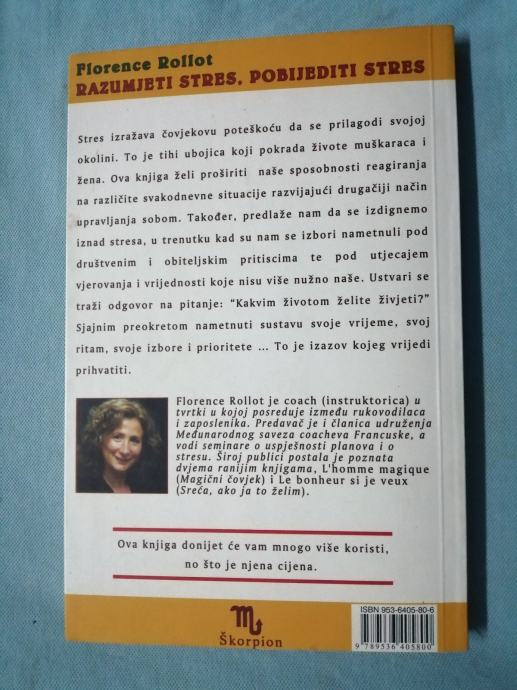 Florence Rollot
RAZUMJETI STRES, POBIJEDITI STRES
Stres izražava čovjekovu poteškoću da se prilagodi svojoj
okolini. To je tihi ubojica koji pokrada živote muškaraca i
žena. Ova knjiga želi proširiti naše sposobnosti reagiranja
na različite svakodnevne situacije razvijajući drugačiji način
upravljanja sobom. Također, predlaže nam da se izdignemo
iznad stresa, u trenutku kad su nam se izbori nametnuli pod
društvenim i obiteljskim pritiscima te pod utjecajem
vjerovanja i vrijednosti koje nisu više nužno naše. Ustvari se
traži odgovor na pitanje: "Kakvim životom želite živjeti?"
Sjajnim preokretom nametnuti sustavu svoje vrijeme, svoj
ritam, svoje izbore i prioritete ... To je izazov kojeg vrijedi
prihvatiti.
Florence Rollot je coach (instruktorica) u
tvrtki u kojoj posreduje između rukovodilaca
i zaposlenika. Predavač je i članica udruženja
Međunarodnog saveza coacheva Francuske, a
vodi seminare o uspješnosti planova i o
stresu. Široj publici postala je poznata
dvjema ranijim knjigama, L'homme magique
(Magični čovjek) i Le bonheur si je veux
(Sreća, ako ja to želim).
Ova knjiga donijet će vam mnogo više koristi,
no što je njena cijena.
Škorpion
ISBN 953-6405-80-6
9 789536 405800